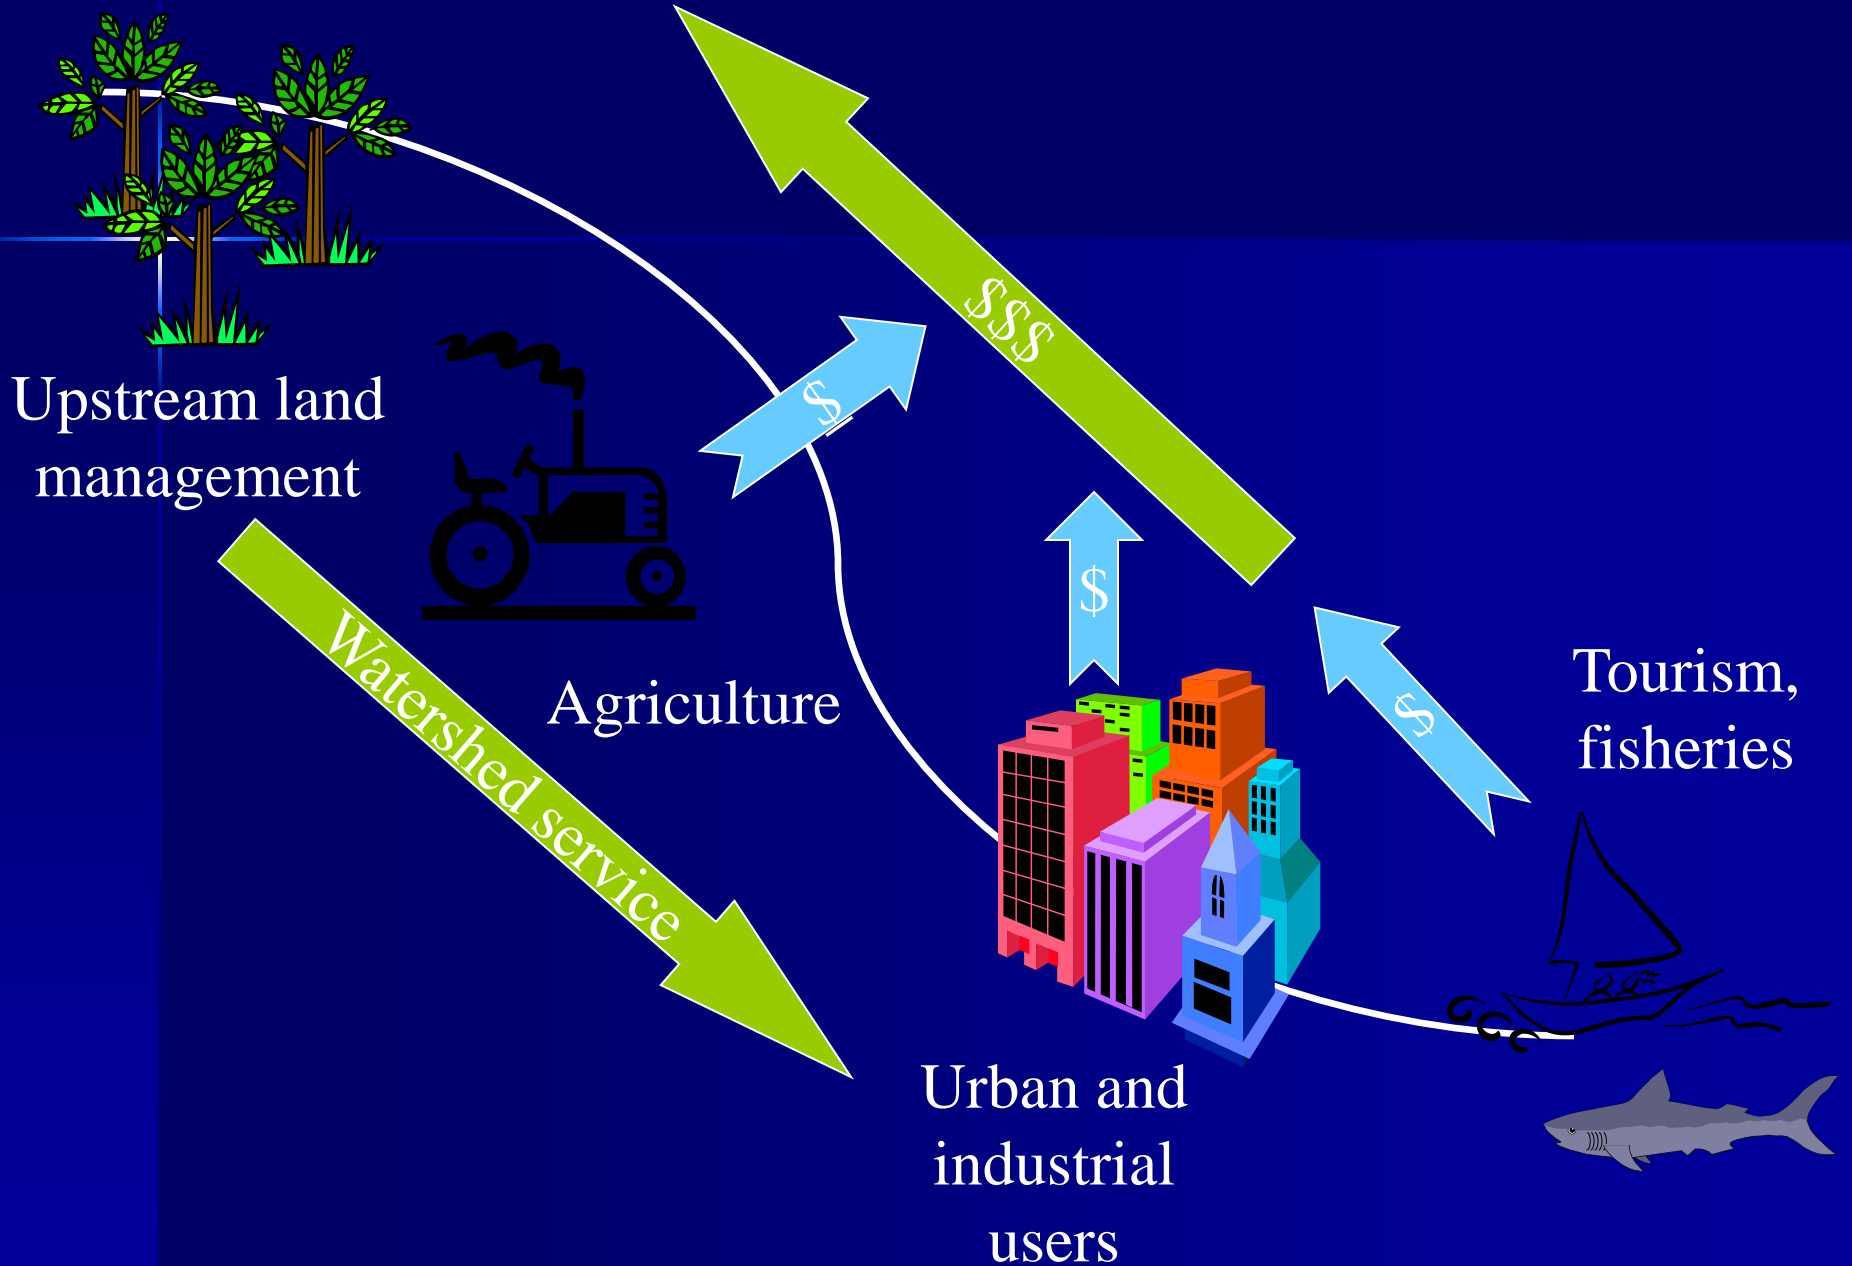 $$$
$
Upstream land
management
$
$
Tourism,
fisheries
Watershed service
Agriculture
Urban and
industrial
users